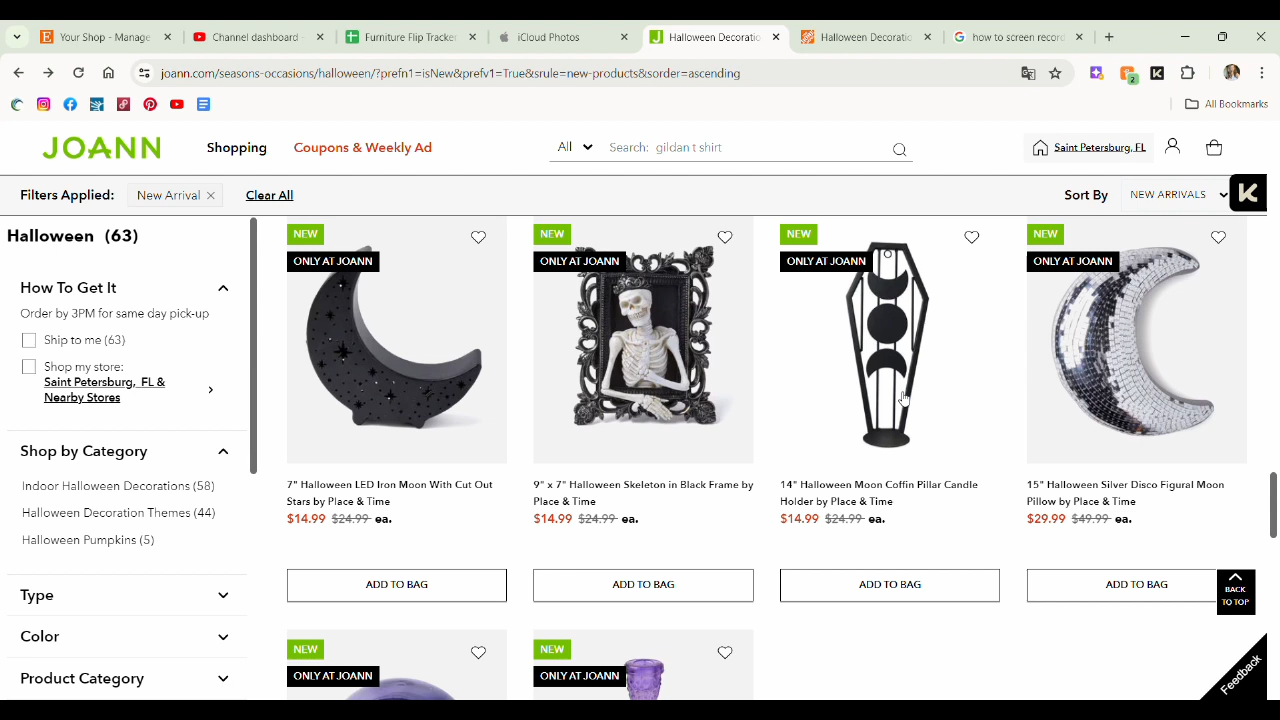 Your Shop - Manage
Channel dashboard
Furniture Flip Tracker
iCloud Photos
Halloween Decoratio
Halloween Decoratic
how to screen record
joann.com/seasons-occasions/halloween/?prefn1=isNew&prefv1=True&srule=new-products&sorder=ascending
2
All Bookmarks
JOANN
Shopping
Coupons & Weekly Ad
All
Search: gildan t shirt
Saint Petersburg, FL
Filters Applied:
New Arrival
Clear All
Sort By
NEW ARRIVALS
K
Halloween (63)
How To Get It
Order by 3PM for same day pick-up
Ship to me (63)
Shop my store:
Saint Petersburg, FL &
Nearby Stores
Shop by Category
Indoor Halloween Decorations (58)
Halloween Decoration Themes (44)
Halloween Pumpkins (5)
Type
Color
Product Category
NEW
ONLY AT JOANN
7" Halloween LED Iron Moon With Cut Out
Stars by Place & Time
$14.99 $24.99 ea.
ADD TO BAG
NEW
ONLY AT JOANN
9" x 7" Halloween Skeleton in Black Frame by
Place & Time
$14.99 $24.99 ea.
ADD TO BAG
NEW
ONLY AT JOANN
14" Halloween Moon Coffin Pillar Candle
Holder by Place & Time
$14.99 $24.99 ea.
ADD TO BAG
NEW
ONLY AT JOANN
15" Halloween Silver Disco Figural Moon
Pillow by Place & Time
$29.99 $49.99 ea.
ADD TO BAG
NEW
ONLY AT JOANN
NEW
ONLY AT JOANN
BACK
TO TOP
Feedback